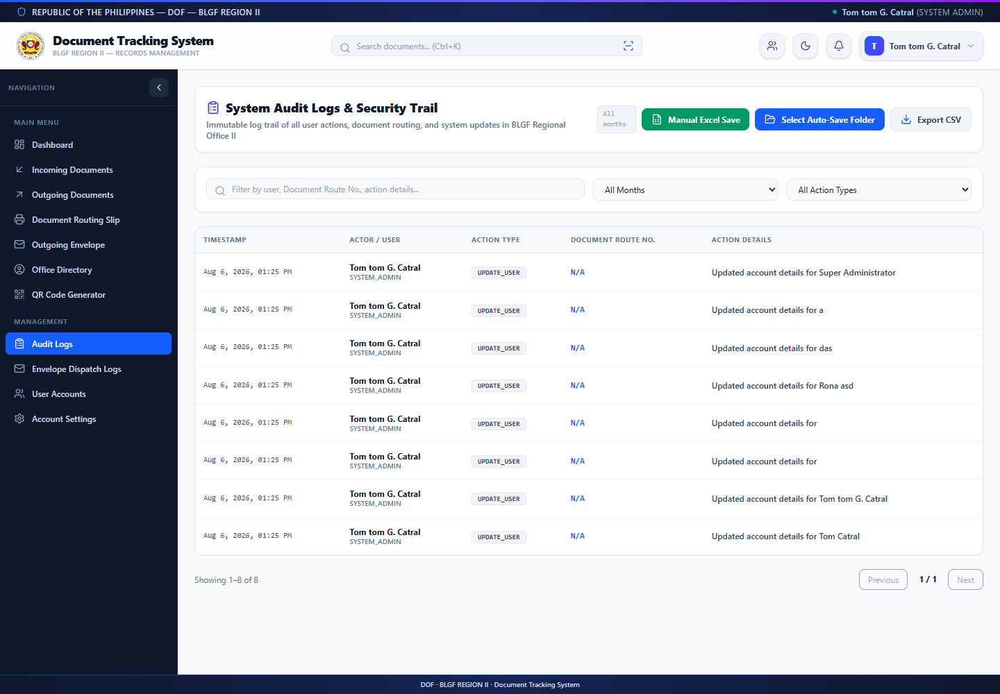 REPUBLIC OF THE PHILIPPINES — DOF — BLGF REGION II
Tom tom G. Catral (SYSTEM ADMIN)
Document Tracking System
BLGF REGION II — RECORDS MANAGEMENT
Search documents... (Ctrl+K)
T
Tom tom G. Catral
NAVIGATION
MAIN MENU
Dashboard
Incoming Documents
Outgoing Documents
Document Routing Slip
Outgoing Envelope
Office Directory
QR Code Generator
MANAGEMENT
Audit Logs
Envelope Dispatch Logs
User Accounts
Account Settings
System Audit Logs & Security Trail
Immutable log trail of all user actions, document routing, and system updates in BLGF Regional
Office II
All
months
Manual Excel Save
Select Auto-Save Folder
Export CSV
Filter by user, Document Route No., action details...
All Months
All Action Types
TIMESTAMP ACTOR / USER ACTION TYPE DOCUMENT ROUTE NO. ACTION DETAILS
Aug 6, 2026, 01:25 PM Tom tom G. Catral UPDATE_USER N/A Updated account details for Super Administrator
SYSTEM_ADMIN
Aug 6, 2026, 01:25 PM Tom tom G. Catral UPDATE_USER N/A Updated account details for a
SYSTEM_ADMIN
Aug 6, 2026, 01:25 PM Tom tom G. Catral UPDATE_USER N/A Updated account details for das
SYSTEM_ADMIN
Aug 6, 2026, 01:25 PM Tom tom G. Catral UPDATE_USER N/A Updated account details for Rona asd
SYSTEM_ADMIN
Aug 6, 2026, 01:25 PM Tom tom G. Catral UPDATE_USER N/A Updated account details for
SYSTEM_ADMIN
Aug 6, 2026, 01:25 PM Tom tom G. Catral UPDATE_USER N/A Updated account details for
SYSTEM_ADMIN
Aug 6, 2026, 01:25 PM Tom tom G. Catral UPDATE_USER N/A Updated account details for Tom tom G. Catral
SYSTEM_ADMIN
Aug 6, 2026, 01:25 PM Tom tom G. Catral UPDATE_USER N/A Updated account details for Tom Catral
SYSTEM_ADMIN
Showing 1–8 of 8
Previous
1 / 1
Next
DOF · BLGF REGION II · Document Tracking System